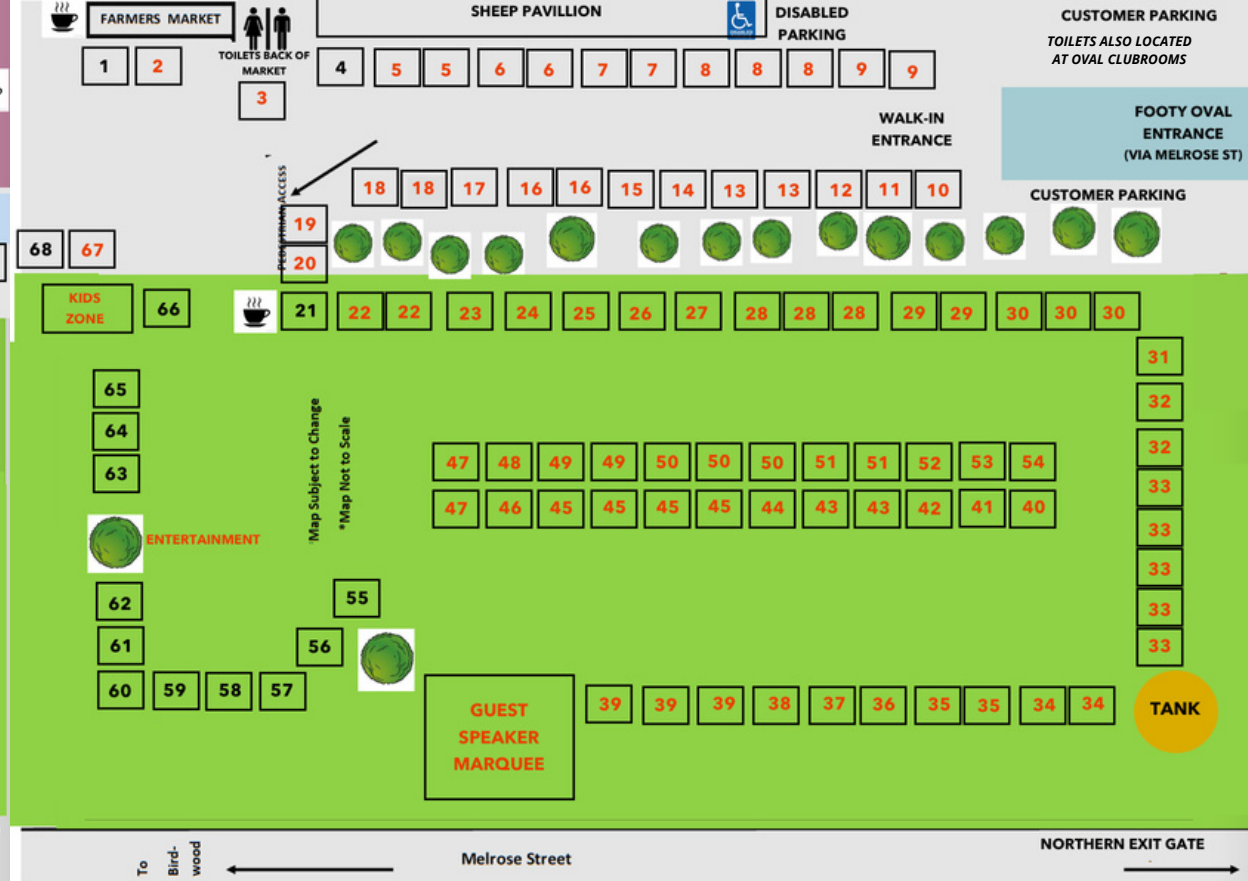 FARMERS MARKET
SHEEP PAVILLION
DISABLED
DISABLED
PARKING
CUSTOMER PARKING
TOILETS ALSO LOCATED
AT OVAL CLUBROOMS
TOILETS BACK OF
MARKET
1 2 3 4 5 5 6 6 7 7 8 8 8 9 9
WALK-IN
ENTRANCE
FOOTY OVAL
ENTRANCE
(VIA MELROSE ST)
CUSTOMER PARKING
PEDESTRIAN ACCESS
18 18 17 16 16 15 14 13 13 12 11 10
19
20
68 67
KIDS
ZONE
66
21 22 22 23 24 25 26 27 28 28 28 29 29 30 30 30
31
32
32
33
33
33
33
33
65
64
63
*Map Subject to Change
*Map Not to Scale
47 48 49 49 50 50 50 51 51 52 53 54
47 46 45 45 45 45 44 43 43 42 41 40
ENTERTAINMENT
55
56
62
61
60 59 58 57
GUEST
SPEAKER
MARQUEE
39 39 39 38 37 36 35 35 34 34
TANK
To
Bird-
wood
Melrose Street
NORTHERN EXIT GATE